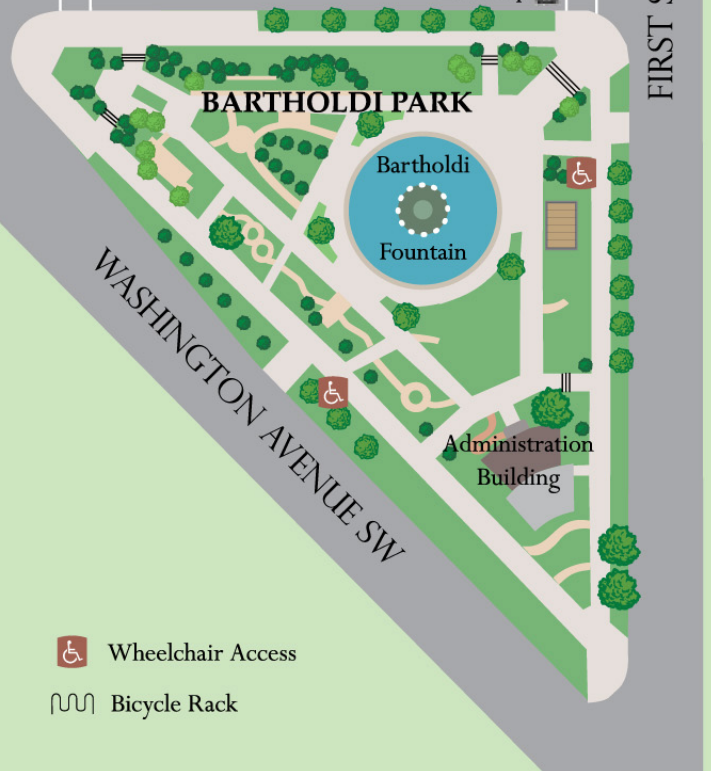 FIRST S
BARTHOLDI PARK
Bartholdi
Fountain
WASHINGTON AVENUE SW
Administration
Building
Wheelchair Access
Bicycle Rack